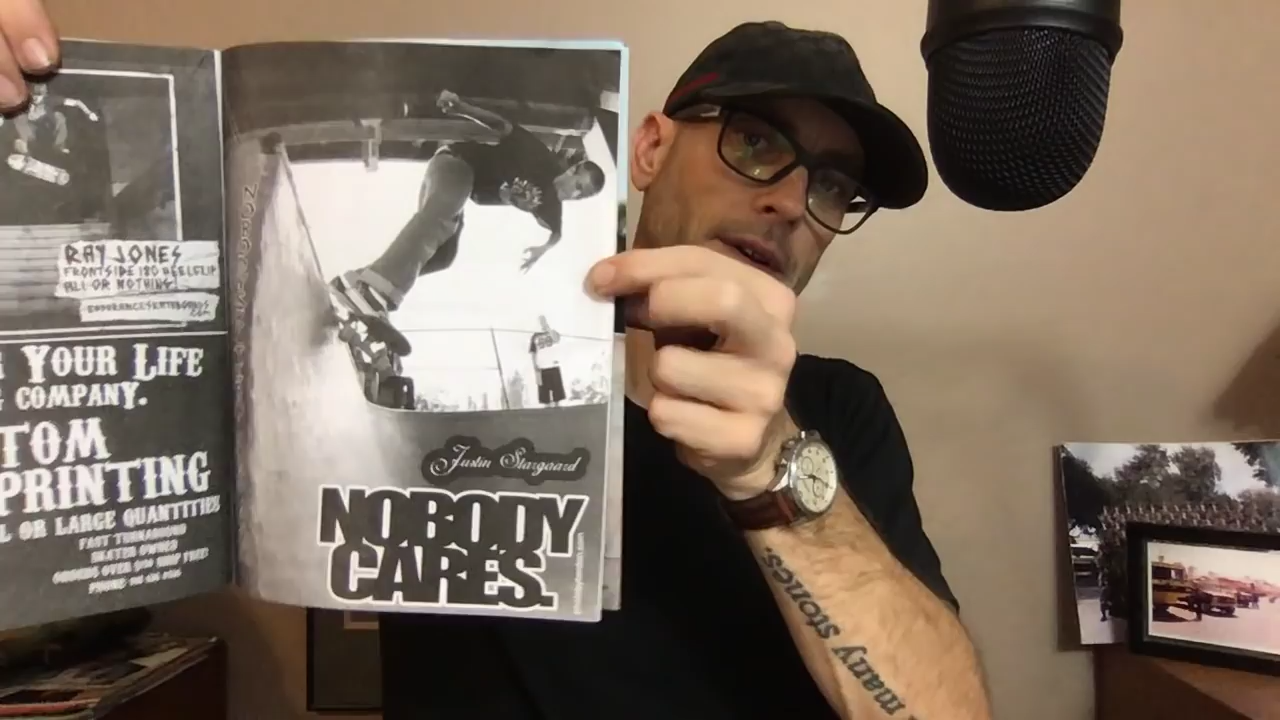 RAY JONES
FRONTSIDE 180 HEELFLIP
ALL OR NOTHING
YOUR LIFE
COMPANY.
TOM
PRINTING
L OR LARGE QUANTITIES
FAST TURNAROUND
SKATER OWNED
PHONE
Justin Stargaard
NOBODY
CARES.
many stones.